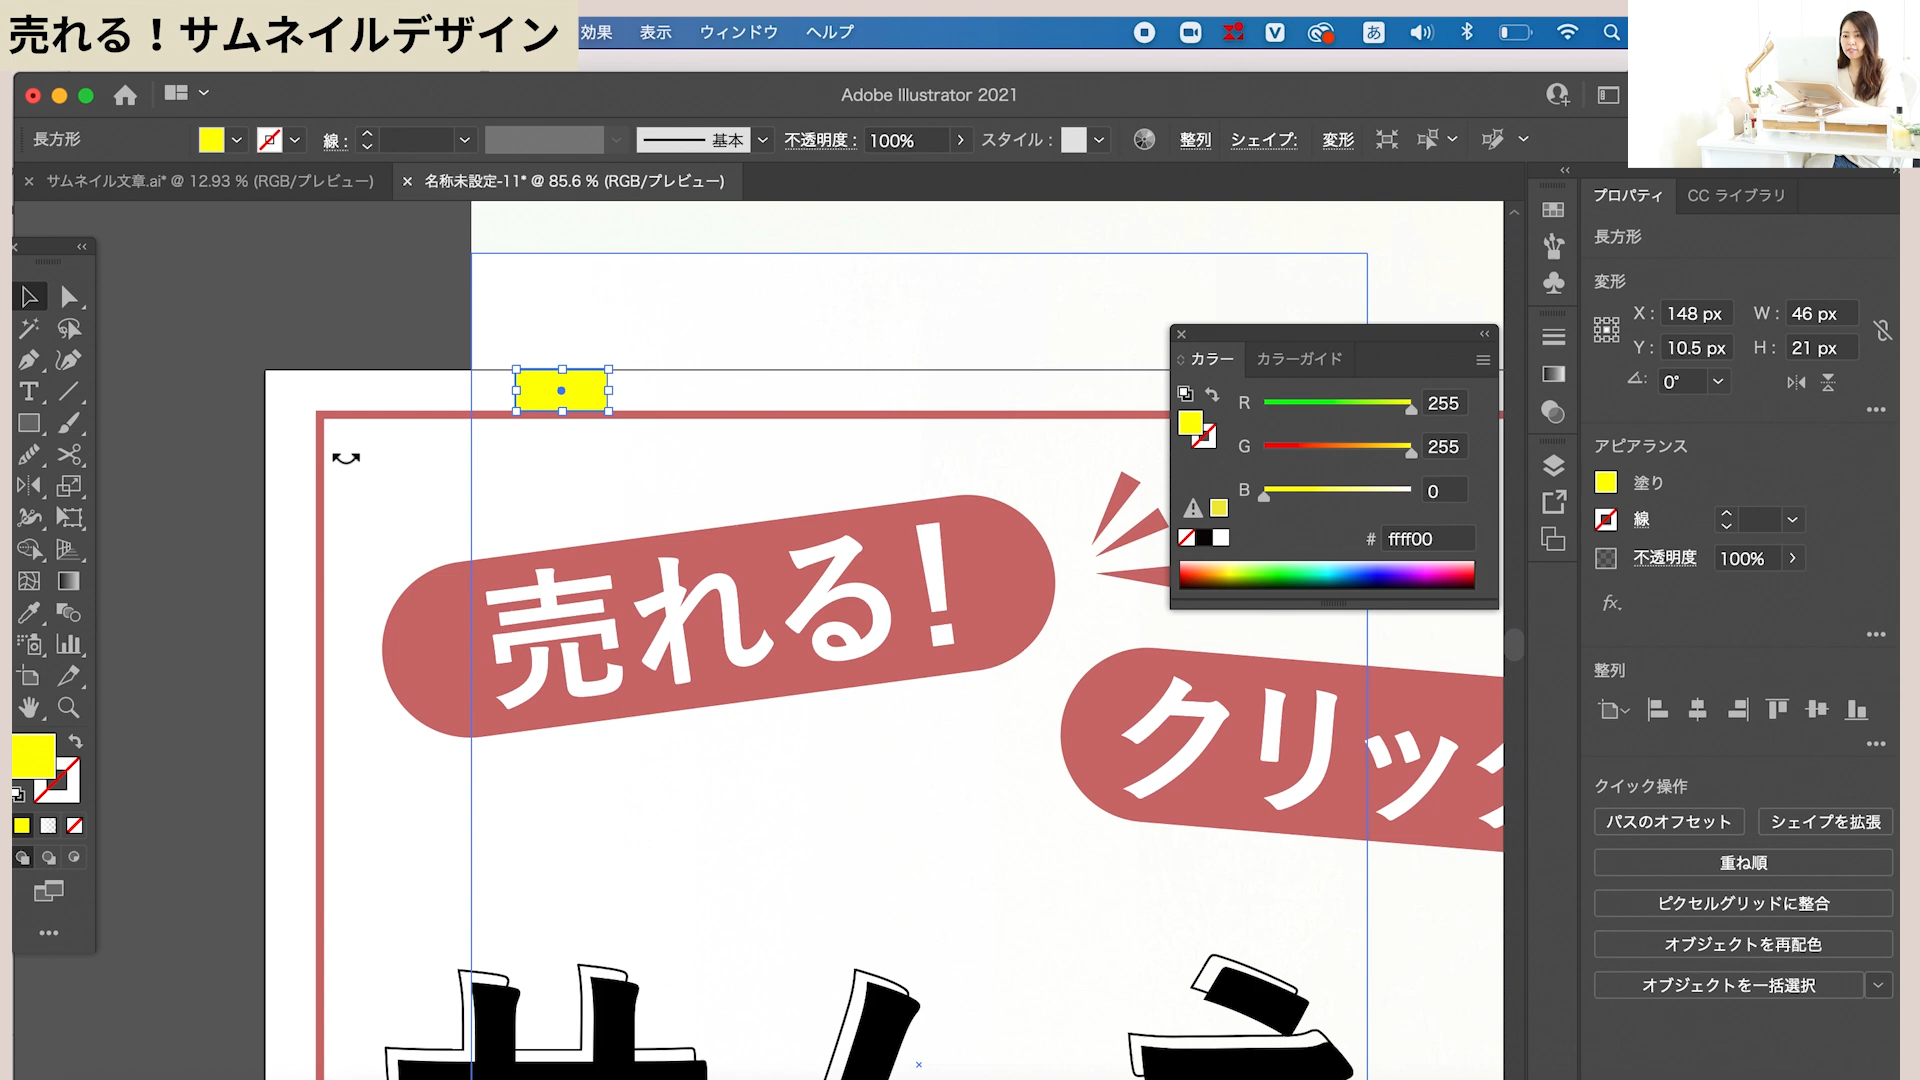 売れる！サムネイルデザイン
効果 表示 ウィンドウ ヘルプ
V
あ
Adobe Illustrator 2021
長方形
線 :
基本
不透明度 : 100%
スタイル :
整列
シェイプ:
変形
× サムネイル文章.ai* @ 12.93 % (RGB/プレビュー)
× 名称未設定-11* @ 85.6 % (RGB/プレビュー)
プロパティ CC ライブラリ
長方形
変形
X : 148 px W : 46 px
Y : 10.5 px H : 21 px
0°
カラー カラーガイド
R 255
G 255
B 0
# ffff00
アピアランス
塗り
線
不透明度 100%
fx.
売れる!
クリック
整列
クイック操作
パスのオフセット シェイプを拡張
重ね順
ピクセルグリッドに整合
オブジェクトを再配色
オブジェクトを一括選択